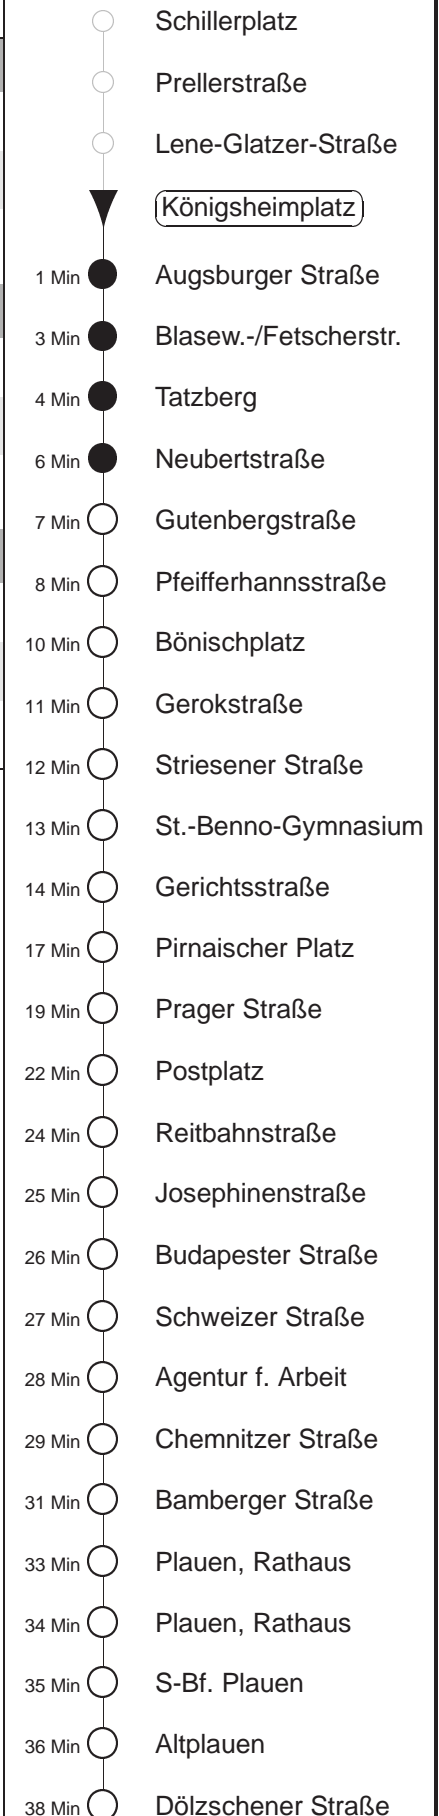 Schillerplatz
Prellerstraße
Lene-Glatzer-Straße
Königsheimplatz
1 Min Augsburger Straße
3 Min Blasew.-/Fetscherstr.
4 Min Tatzberg
6 Min Neubertstraße
7 Min Gutenbergstraße
8 Min Pfeifferhannsstraße
10 Min Bönischplatz
11 Min Gerokstraße
12 Min Striesener Straße
13 Min St.-Benno-Gymnasium
14 Min Gerichtsstraße
17 Min Pirnaischer Platz
19 Min Prager Straße
22 Min Postplatz
24 Min Reitbahnstraße
25 Min Josephinenstraße
26 Min Budapester Straße
27 Min Schweizer Straße
28 Min Agentur f. Arbeit
29 Min Chemnitzer Straße
31 Min Bamberger Straße
33 Min Plauen, Rathaus
34 Min Plauen, Rathaus
35 Min S-Bf. Plauen
36 Min Altplauen
38 Min Dölzschener Straße